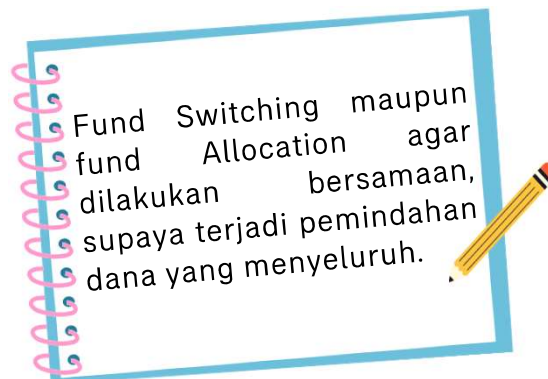 Fund Switching maupun
fund Allocation agar
dilakukan bersamaan,
supaya terjadi pemindahan
dana yang menyeluruh.